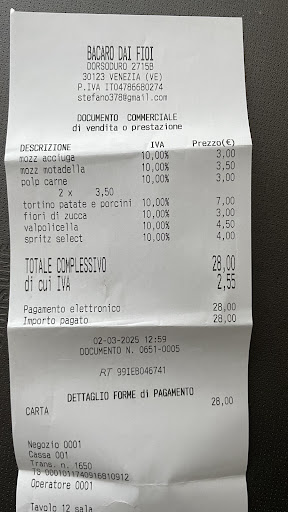 BACARO DAI FIOI
DORSODURO 2715B
30123 VENEZIA (VE)
P.IVA IT04786680274
stefano378@gmail.com
DOCUMENTO COMMERCIALE
di vendita o prestazione
DESCRIZIONE IVA Prezzo(€)
mozz acciuga 10,00% 3,00
mozz motadella 10,00% 3,50
polp carne 10,00% 3,00
2 x 3,50
tortino patate e porcini 10,00% 7,00
fiori di zucca 10,00% 3,00
valpolicella 10,00% 4,50
spritz select 10,00% 4,00
TOTALE COMPLESSIVO 28,00
di cui IVA 2,55
Pagamento elettronico 28,00
Importo pagato 28,00
02-03-2025 12:59
DOCUMENTO N. 0651-0005
RT 99IEB046741
DETTAGLIO FORME di PAGAMENTO
CARTA 28,00
Negozio 0001
Cassa 001
Trans. n. 1650
Operatore 0001
Tavolo 12 sala